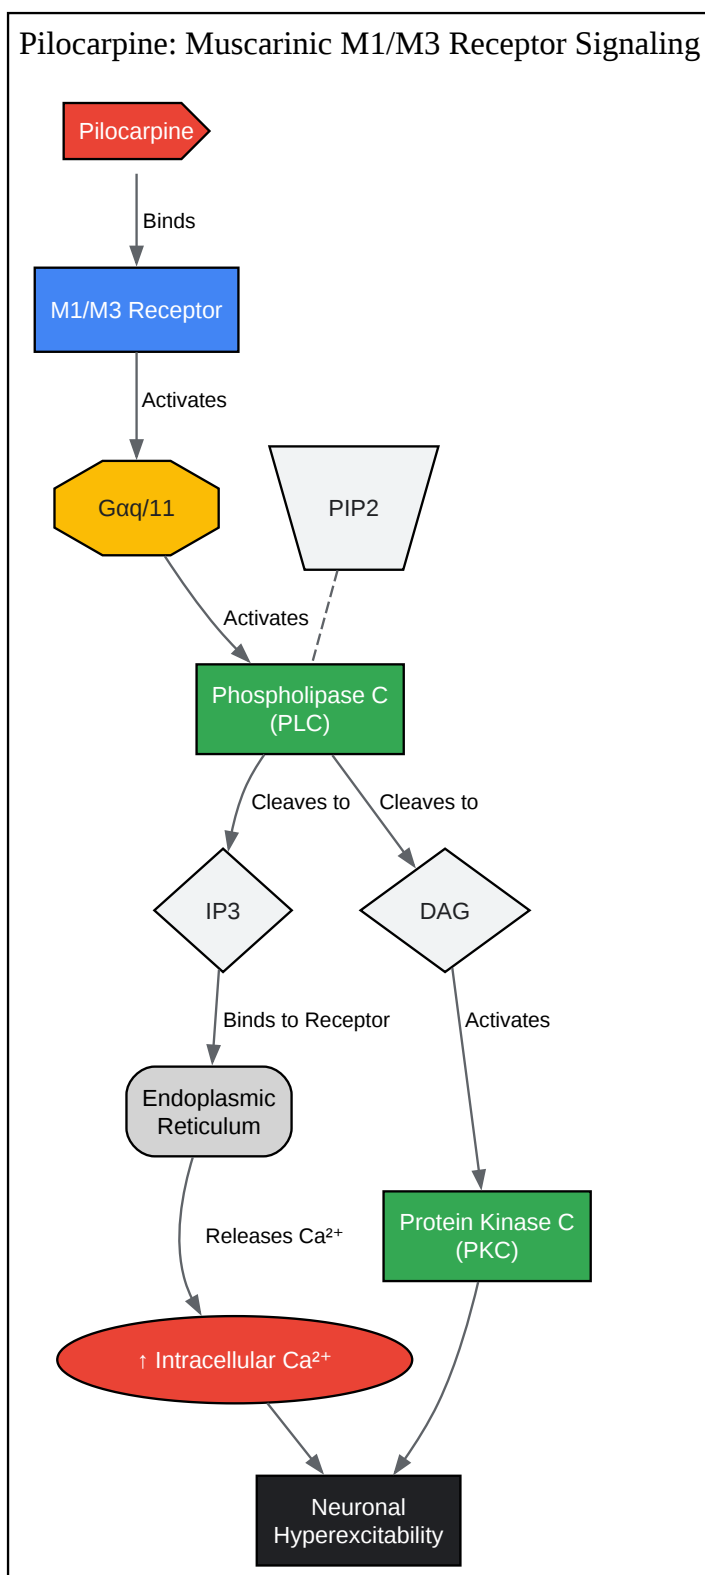 Pilocarpine: Muscarinic M1/M3 Receptor Signaling
Pilocarpine
Binds
M1/M3 Receptor
Activates
Gαq/11
PIP2
Activates
Phospholipase C
(PLC)
Cleaves to
Cleaves to
IP3
DAG
Binds to Receptor
Activates
Endoplasmic
Reticulum
Protein Kinase C
(PKC)
Releases Ca²⁺
↑ Intracellular Ca²⁺
Neuronal
Hyperexcitability